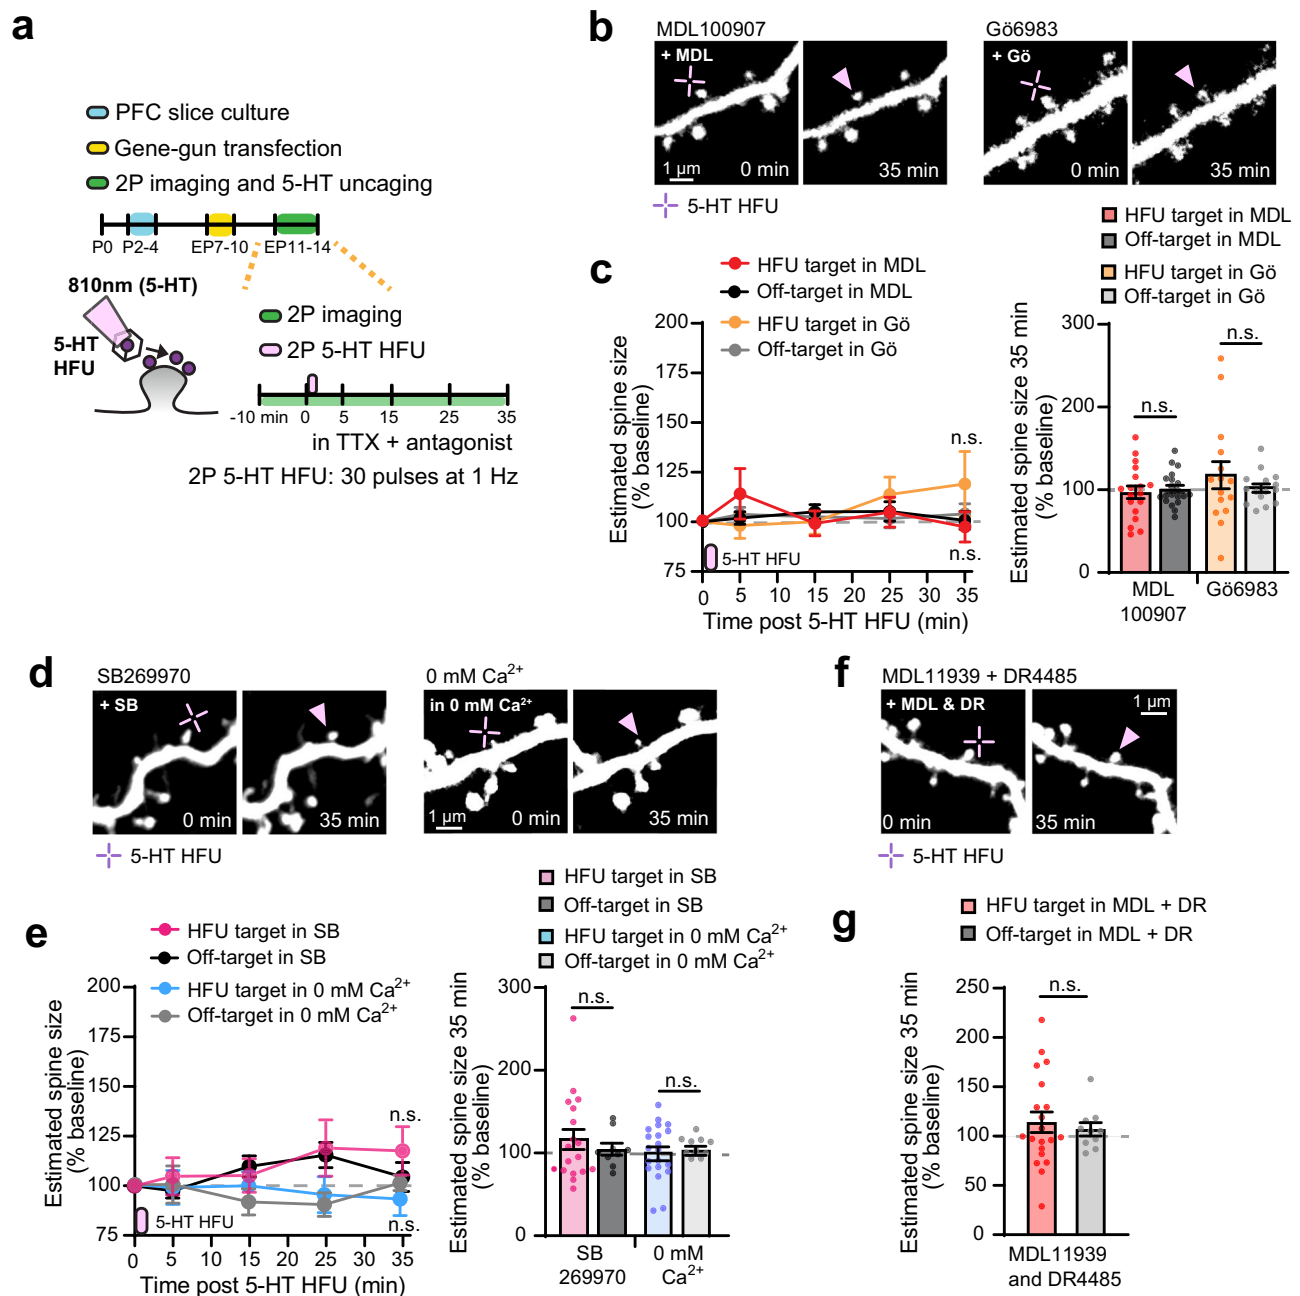 a
PFC slice culture
Gene-gun transfection
2P imaging and 5-HT uncaging
P0 P2-4 EP7-10 EP11-14
810nm (5-HT)
5-HT
HFU
2P imaging
2P 5-HT HFU
-10 min 0 5 15 25 35
in TTX + antagonist
2P 5-HT HFU: 30 pulses at 1 Hz
b
MDL100907
+ MDL
1 µm
0 min
35 min
Gö6983
+ Gö
0 min
35 min
5-HT HFU
c
HFU target in MDL
Off-target in MDL
HFU target in Gö
Off-target in Gö
Estimated spine size
(% baseline)
200
175
150
125
100
75
n.s.
n.s.
5-HT HFU
0 5 10 15 20 25 30 35
Time post 5-HT HFU (min)
HFU target in MDL
Off-target in MDL
HFU target in Gö
Off-target in Gö
Estimated spine size 35 min
(% baseline)
300
200
100
0
n.s.
n.s.
MDL
100907
Gö6983
d
SB269970
+ SB
0 min
35 min
0 mM Ca²⁺
in 0 mM Ca²⁺
1 µm
0 min
35 min
5-HT HFU
e
HFU target in SB
Off-target in SB
HFU target in 0 mM Ca²⁺
Off-target in 0 mM Ca²⁺
Estimated spine size
(% baseline)
200
175
150
125
100
75
n.s.
n.s.
5-HT HFU
0 5 10 15 20 25 30 35
Time post 5-HT HFU (min)
HFU target in SB
Off-target in SB
HFU target in 0 mM Ca²⁺
Off-target in 0 mM Ca²⁺
Estimated spine size 35 min
(% baseline)
300
200
100
0
n.s.
n.s.
SB
269970
0 mM
Ca²⁺
f
MDL11939 + DR4485
+ MDL & DR
0 min
1 µm
35 min
5-HT HFU
g
HFU target in MDL + DR
Off-target in MDL + DR
Estimated spine size 35 min
(% baseline)
250
200
150
100
50
0
n.s.
MDL11939
and DR4485